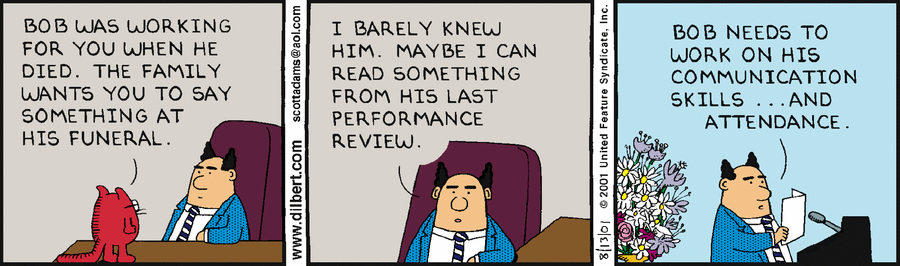 BOB WAS WORKING
FOR YOU WHEN HE
DIED. THE FAMILY
WANTS YOU TO SAY
SOMETHING AT
HIS FUNERAL.
www.dilbert.com scottadams@aol.com
I BARELY KNEW
HIM. MAYBE I CAN
READ SOMETHING
FROM HIS LAST
PERFORMANCE
REVIEW.
8/13/01 © 2001 United Feature Syndicate, Inc.
BOB NEEDS TO
WORK ON HIS
COMMUNICATION
SKILLS ...AND
ATTENDANCE.